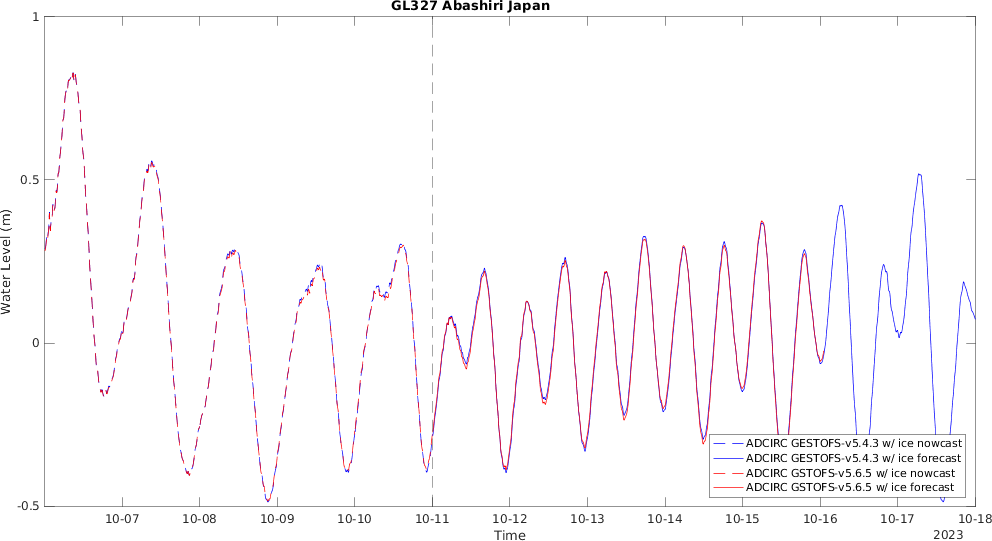 GL327 Abashiri Japan
1
0.5
0
-0.5
Water Level (m)
10-07 10-08 10-09 10-10 10-11 10-12 10-13 10-14 10-15 10-16 10-17 10-18
Time
2023
ADCIRC GESTOFS-v5.4.3 w/ ice nowcast
ADCIRC GESTOFS-v5.4.3 w/ ice forecast
ADCIRC GSTOFS-v5.6.5 w/ ice nowcast
ADCIRC GSTOFS-v5.6.5 w/ ice forecast